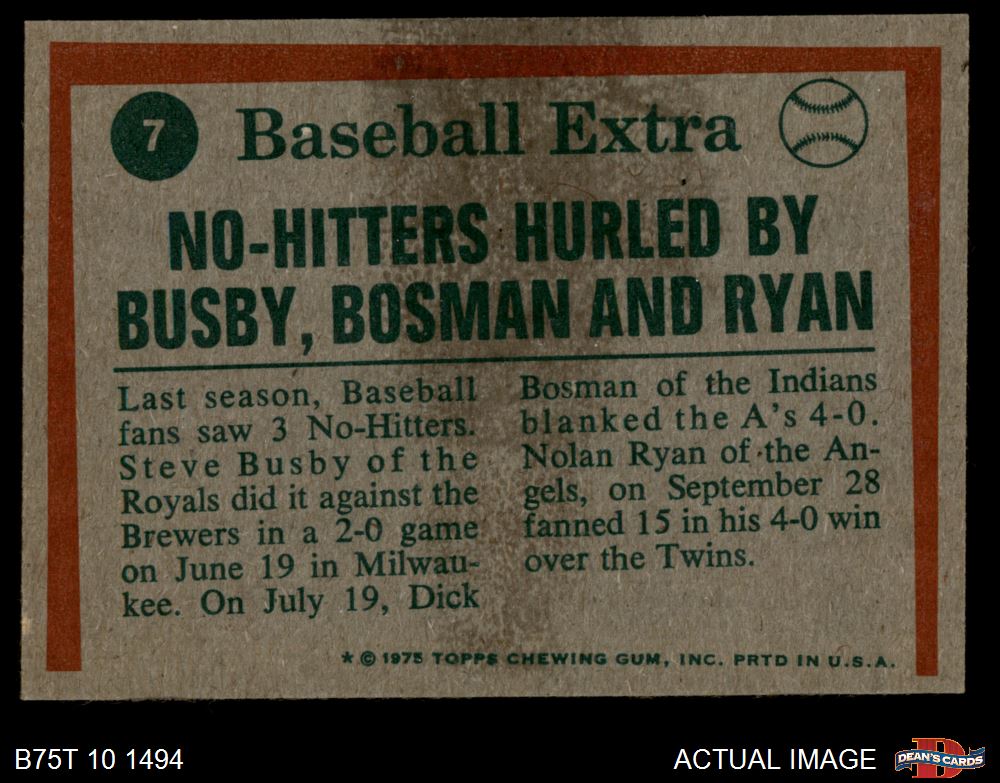 7
Baseball Extra
NO-HITTERS HURLED BY
BUSBY, BOSMAN AND RYAN
Last season, Baseball
fans saw 3 No-Hitters.
Steve Busby of the
Royals did it against the
Brewers in a 2-0 game
on June 19 in Milwau-
kee. On July 19, Dick
Bosman of the Indians
blanked the A's 4-0.
Nolan Ryan of the An-
gels, on September 28
fanned 15 in his 4-0 win
over the Twins.
* © 1975 TOPPS CHEWING GUM, INC. PRTD IN U.S.A.
B75T 10 1494
ACTUAL IMAGE
D
DEAN'S CARDS